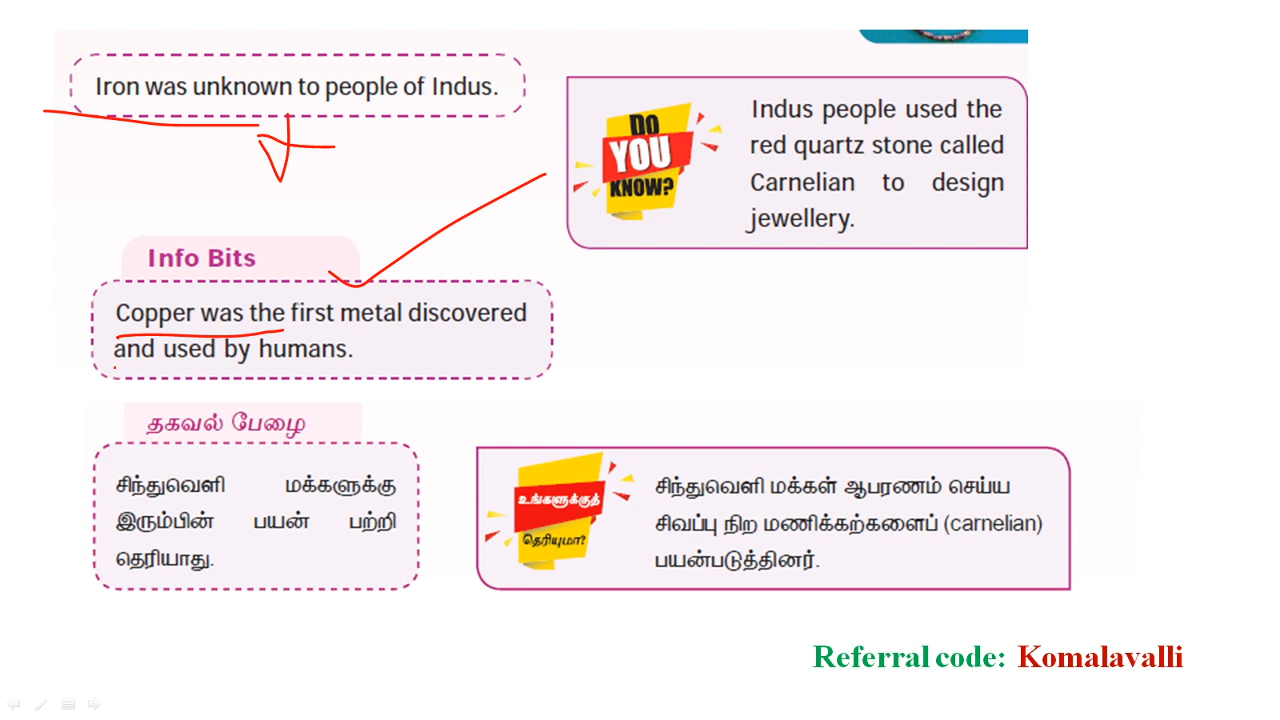 Iron was unknown to people of Indus.
DO
YOU
KNOW?
Indus people used the
red quartz stone called
Carnelian to design
jewellery.
Info Bits
Copper was the first metal discovered
and used by humans.
தகவல் பேழை
சிந்துவெளி மக்களுக்கு
இரும்பின் பயன் பற்றி
தெரியாது.
உங்களுக்குத்
தெரியுமா?
சிந்துவெளி மக்கள் ஆபரணம் செய்ய
சிவப்பு நிற மணிக்கற்களைப் (carnelian)
பயன்படுத்தினர்.
Referral code: Komalavalli